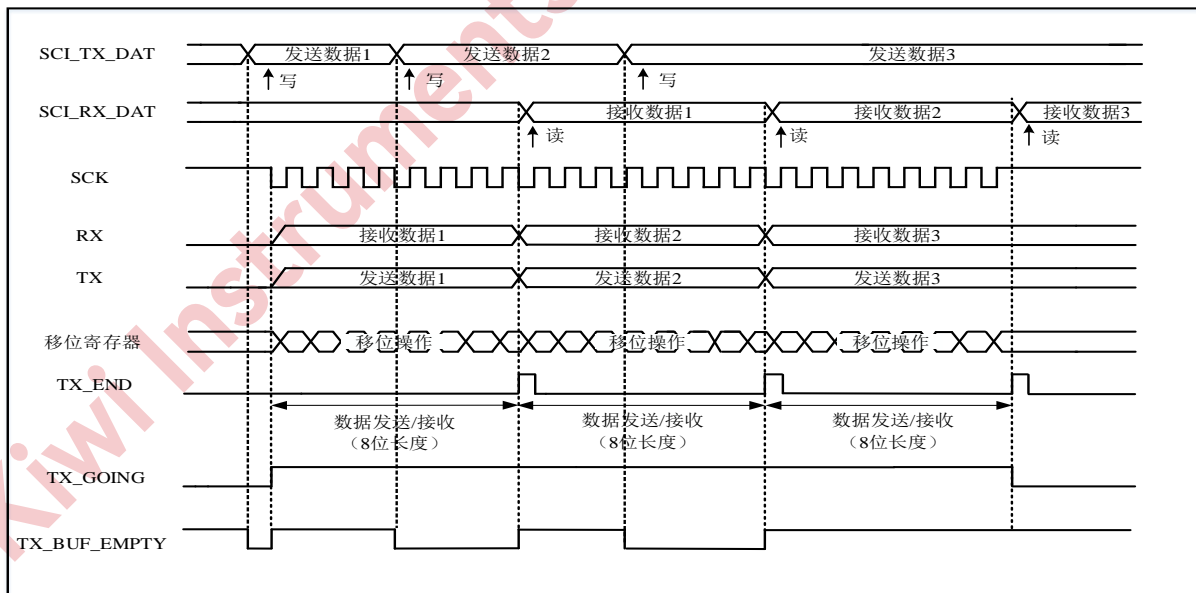 SCI_TX_DAT 发送数据1 发送数据2 发送数据3
写 写 写
SCI_RX_DAT 接收数据1 接收数据2 接收数据3
读 读 读
SCK
RX 接收数据1 接收数据2 接收数据3
TX 发送数据1 发送数据2 发送数据3
移位寄存器 移位操作 移位操作 移位操作
TX_END
数据发送/接收 数据发送/接收 数据发送/接收
（8位长度） （8位长度） （8位长度）
TX_GOING
TX_BUF_EMPTY
Kiwi Instruments